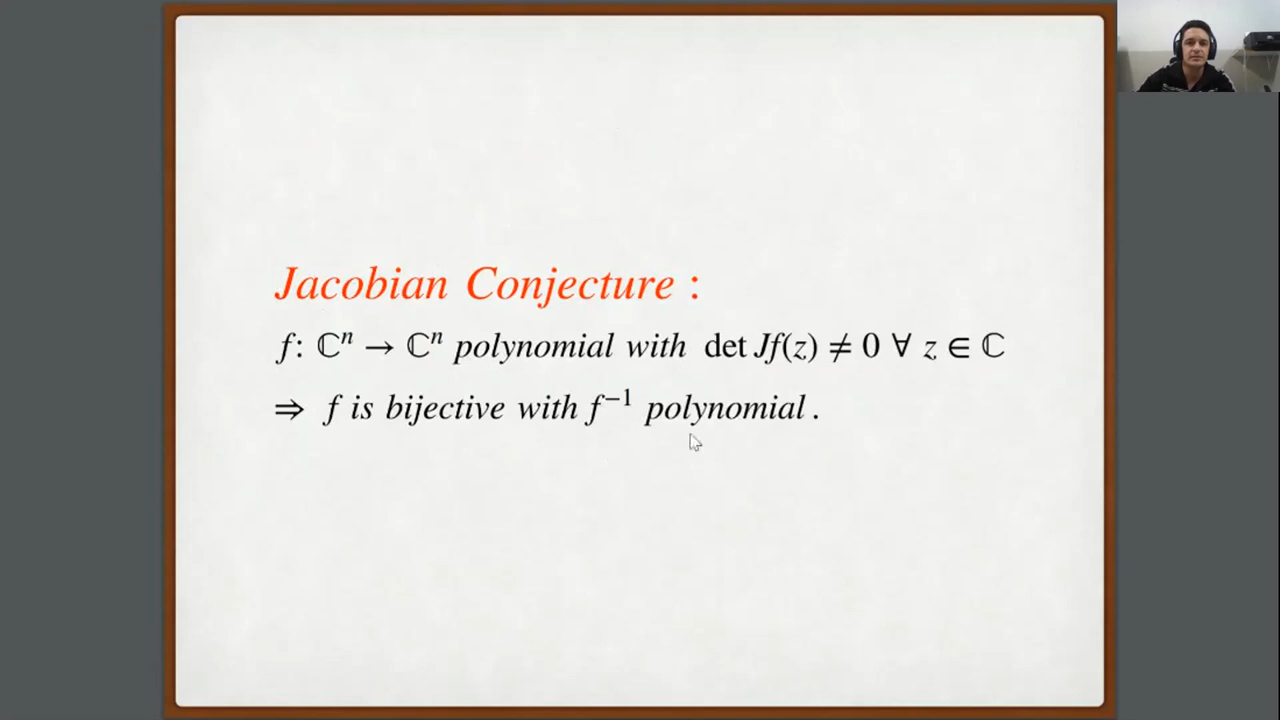 Jacobian Conjecture :
f: ℂⁿ → ℂⁿ polynomial with det Jf(z) ≠ 0 ∀ z ∈ ℂ
⇒ f is bijective with f⁻¹ polynomial .